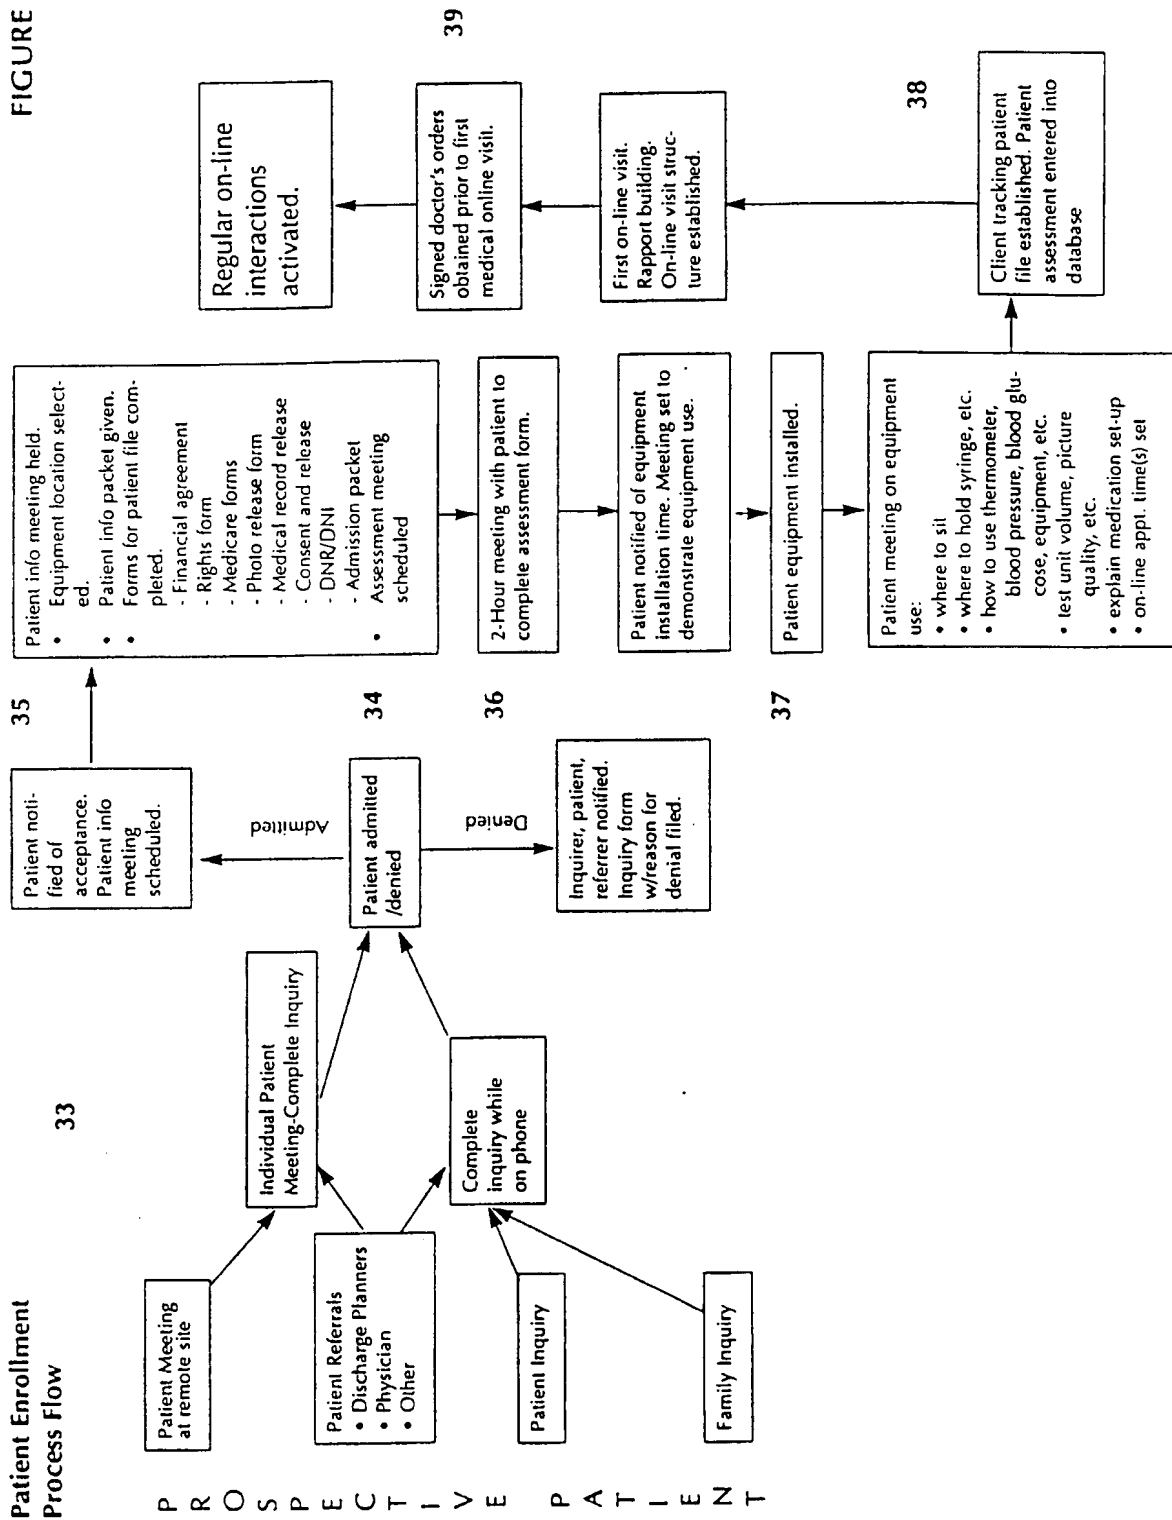 FIGURE
Patient Enrollment
Process Flow
PROSPECTIVE PATIENT
33
Patient Meeting
at remote site
Patient Referrals
• Discharge Planners
• Physician
• Other
Patient Inquiry
Family Inquiry
Individual Patient
Meeting-Complete Inquiry
Complete
inquiry while
on phone
34
Patient admitted
/denied
Admitted
Denied
35
Patient noti-
fied of
acceptance.
Patient info
meeting
scheduled.
36
Inquirer, patient,
referrer notified.
Inquiry form
w/reason for
denial filed.
Patient info meeting held.
• Equipment location select-
ed.
• Patient info packet given.
• Forms for patient file com-
pleted.
- Financial agreement
- Rights form
- Medicare forms
- Photo release form
- Medical record release
- Consent and release
- DNR/DNI
- Admission packet
• Assessment meeting
scheduled
2-Hour meeting with patient to
complete assessment form.
Patient notified of equipment
installation time. Meeting set to
demonstrate equipment use.
37
Patient equipment installed.
Patient meeting on equipment
use:
• where to sit
• where to hold syringe, etc.
• how to use thermometer,
blood pressure, blood glu-
cose, equipment, etc.
• test unit volume, picture
quality, etc.
• explain medication set-up
• on-line appt. time(s) set
38
Client tracking patient
file established. Patient
assessment entered into
database
First on-line visit.
Rapport building.
On-line visit struc-
ture established.
39
Signed doctor's orders
obtained prior to first
medical online visit.
Regular on-line
interactions
activated.